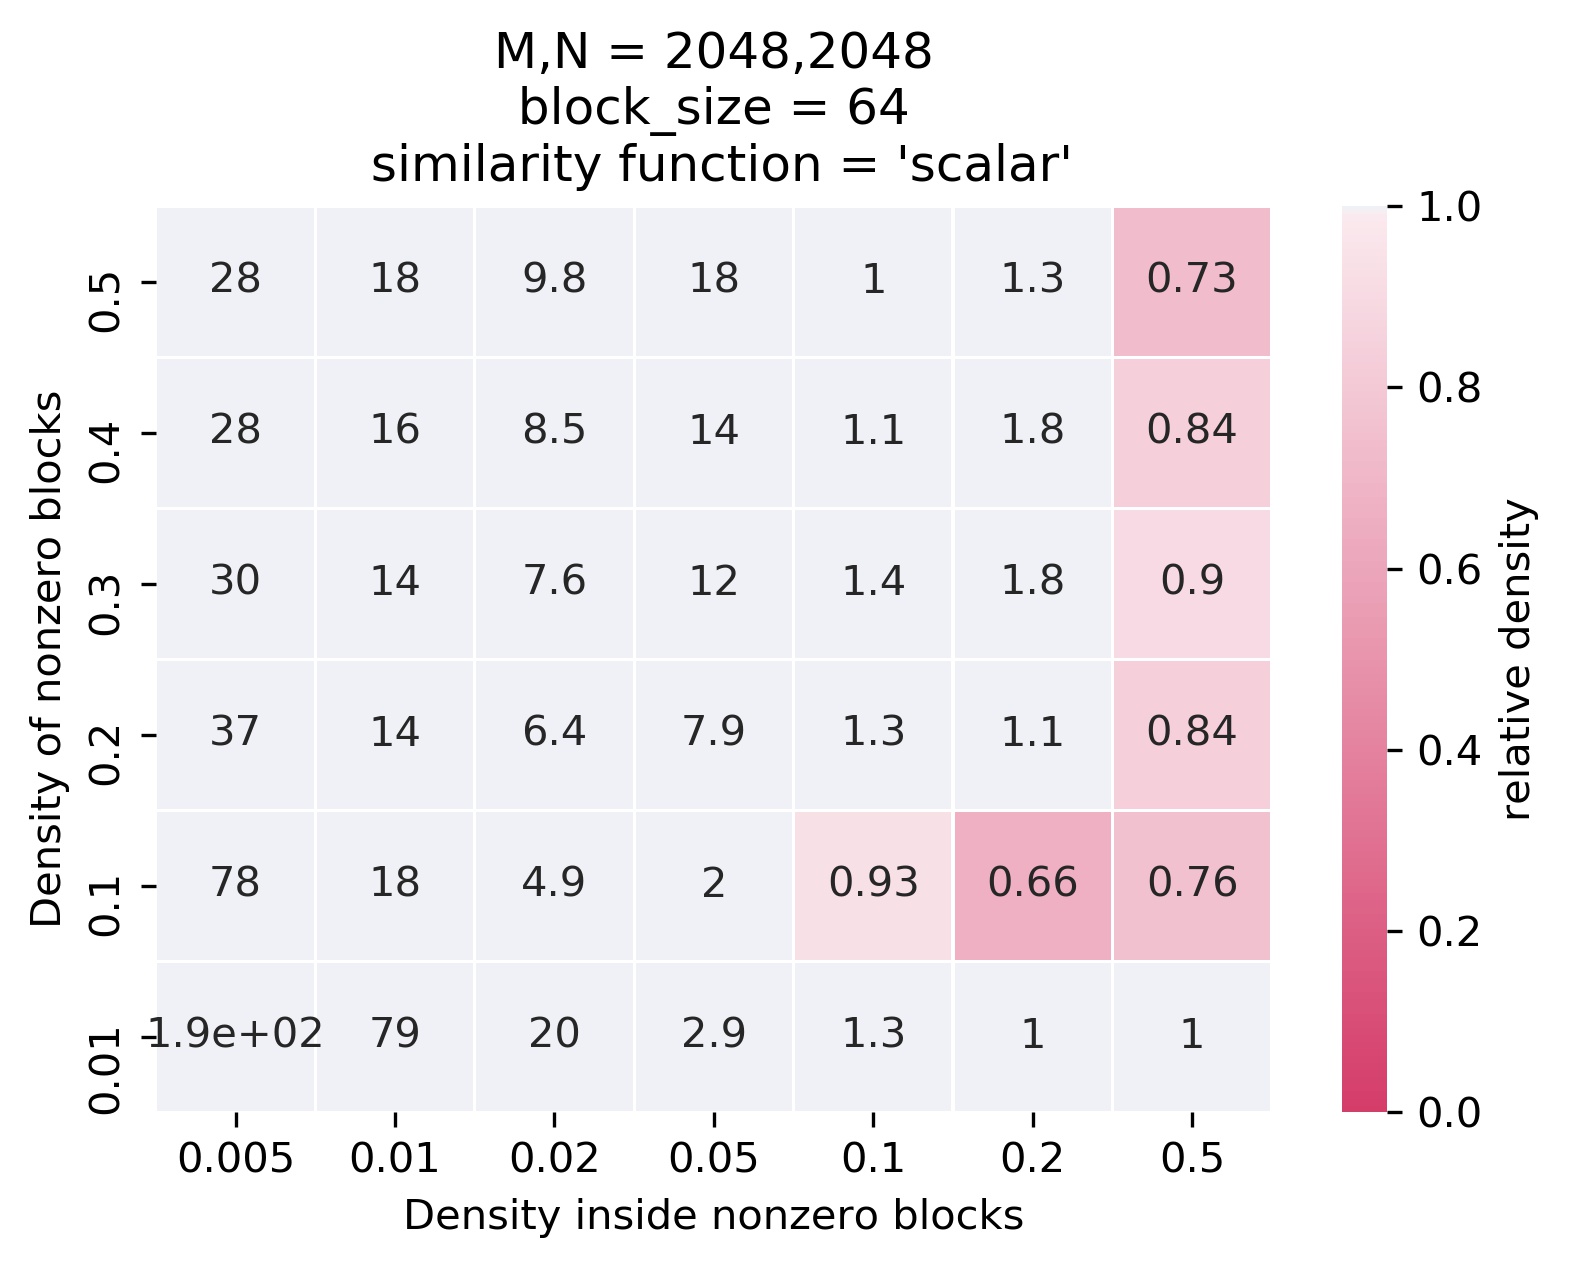 M,N = 2048,2048
block_size = 64
similarity function = 'scalar'
Density of nonzero blocks
0.5 28 18 9.8 18 1 1.3 0.73
0.4 28 16 8.5 14 1.1 1.8 0.84
0.3 30 14 7.6 12 1.4 1.8 0.9
0.2 37 14 6.4 7.9 1.3 1.1 0.84
0.1 78 18 4.9 2 0.93 0.66 0.76
0.01 1.9e+02 79 20 2.9 1.3 1 1
0.005 0.01 0.02 0.05 0.1 0.2 0.5
Density inside nonzero blocks
1.0
0.8
0.6
0.4
0.2
0.0
relative density